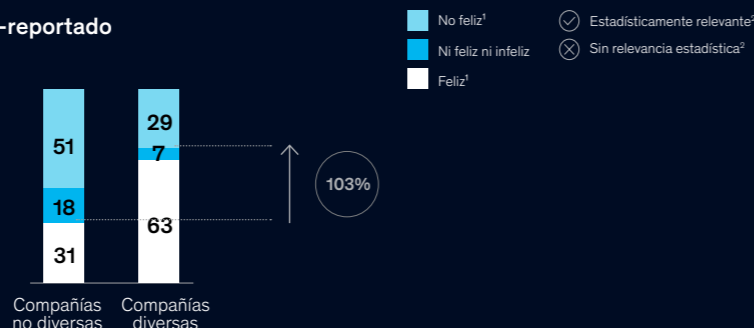 -reportado
No feliz¹
Ni feliz ni infeliz
Feliz¹
Estadísticamente relevante²
Sin relevancia estadística²
51
18
31
29
7
63
103%
Compañías
no diversas
Compañías
diversas